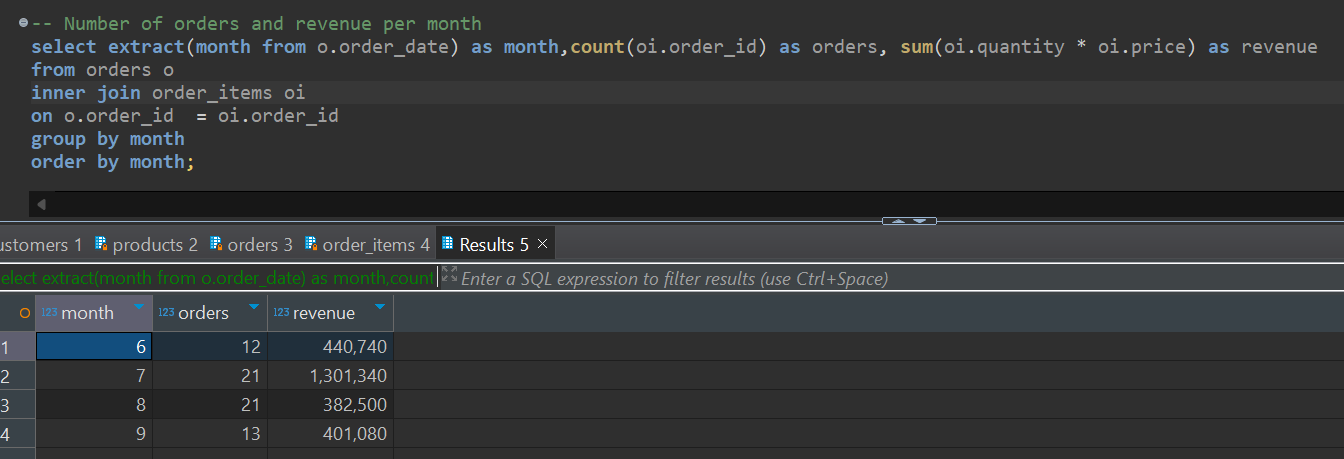 -- Number of orders and revenue per month
select extract(month from o.order_date) as month,count(oi.order_id) as orders, sum(oi.quantity * oi.price) as revenue
from orders o
inner join order_items oi
on o.order_id  = oi.order_id
group by month
order by month;
ustomers 1 products 2 orders 3 order_items 4 Results 5 ×
elect extract(month from o.order_date) as month,count Enter a SQL expression to filter results (use Ctrl+Space)
123 month 123 orders 123 revenue
1 6 12 440,740
2 7 21 1,301,340
3 8 21 382,500
4 9 13 401,080